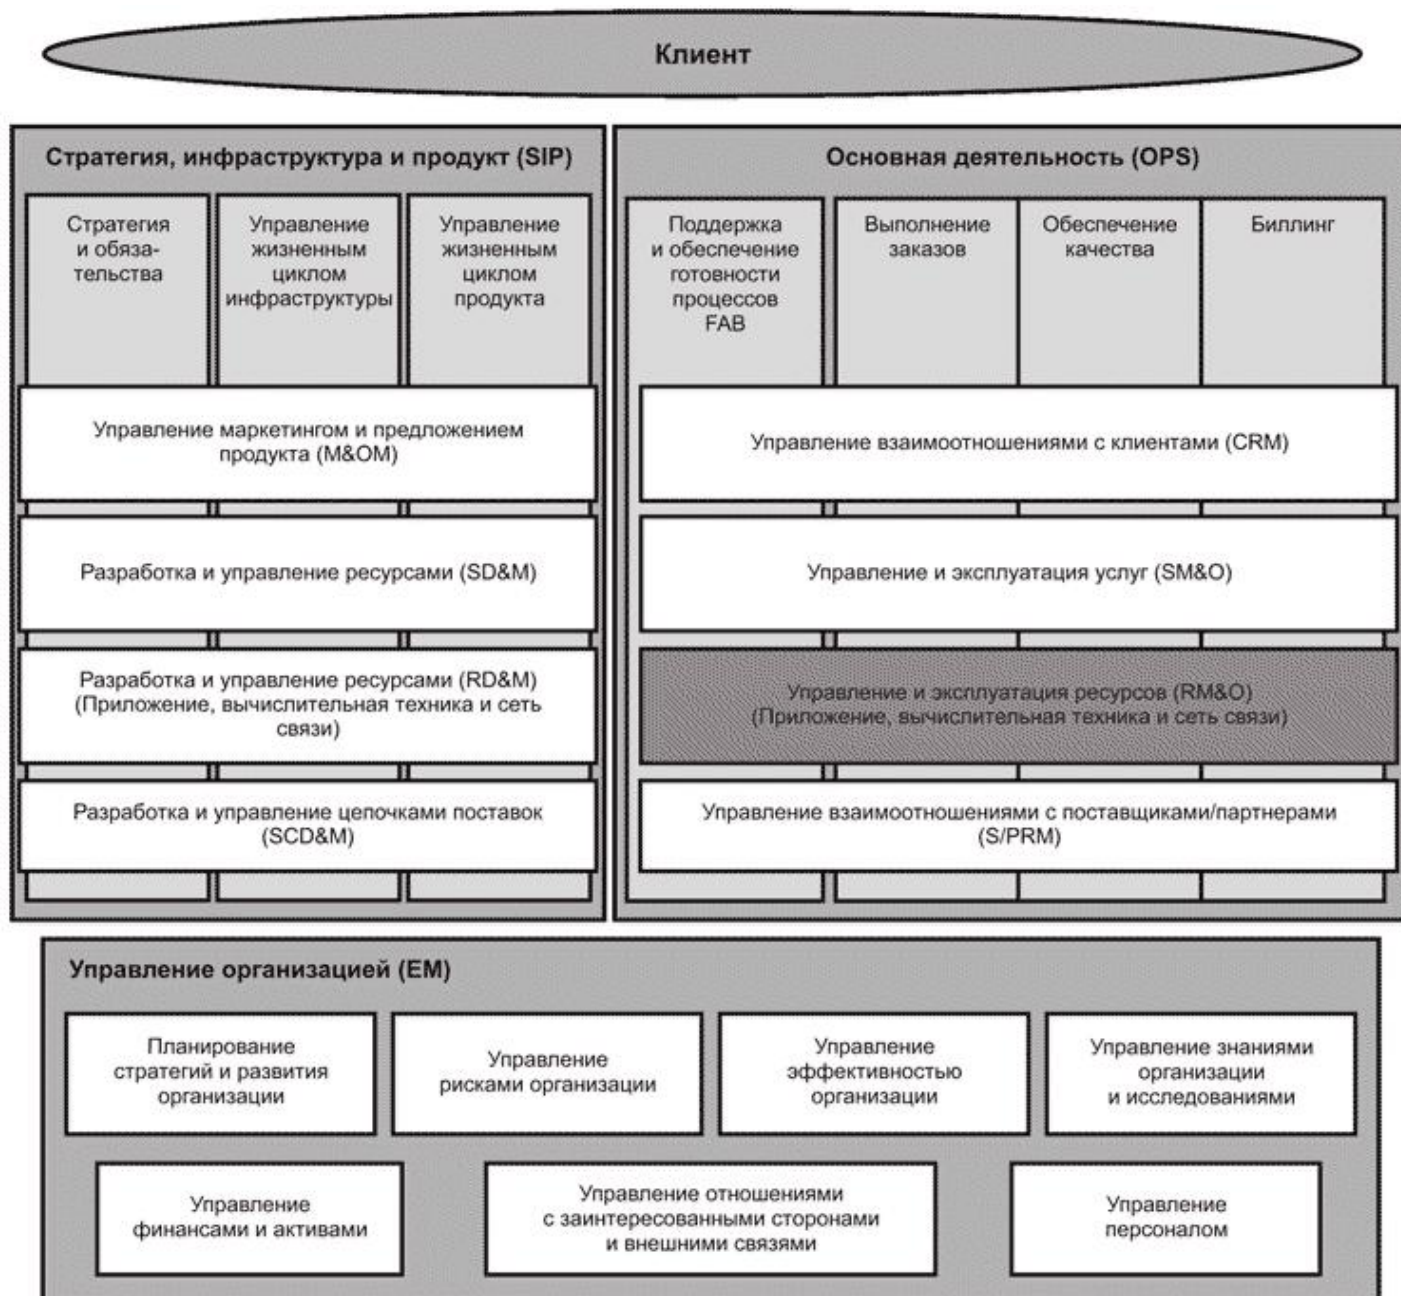 Клиент
Стратегия, инфраструктура и продукт (SIP)
Стратегия
и обяза-
тельства
Управление
жизненным
циклом
инфраструктуры
Управление
жизненным
циклом
продукта
Управление маркетингом и предложением
продукта (M&OM)
Разработка и управление ресурсами (SD&M)
Разработка и управление ресурсами (RD&M)
(Приложение, вычислительная техника и сеть
связи)
Разработка и управление цепочками поставок
(SCD&M)
Основная деятельность (OPS)
Поддержка
и обеспечение
готовности
процессов
FAB
Выполнение
заказов
Обеспечение
качества
Биллинг
Управление взаимоотношениями с клиентами (CRM)
Управление и эксплуатация услуг (SM&O)
Управление и эксплуатация ресурсов (RM&O)
(Приложение, вычислительная техника и сеть связи)
Управление взаимоотношениями с поставщиками/партнерами
(S/PRM)
Управление организацией (EM)
Планирование
стратегий и развития
организации
Управление
рисками организации
Управление
эффективностью
организации
Управление знаниями
организации
и исследованиями
Управление
финансами и активами
Управление отношениями
с заинтересованными сторонами
и внешними связями
Управление
персоналом